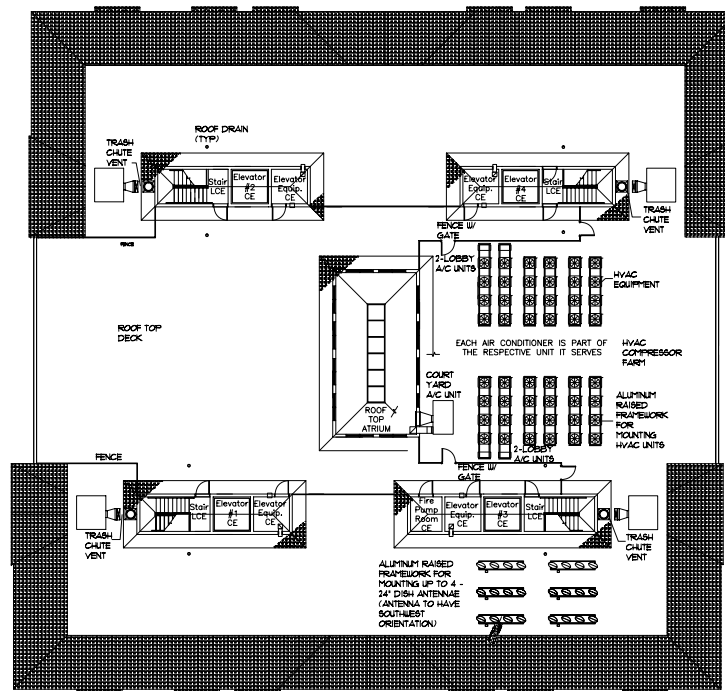 ROOF DRAIN
(TYP)
TRASH
CHUTE
VENT
Stair
LCE
Elevator
#2
CE
Elevator
Equip.
CE
Elevator
Equip.
CE
Elevator
#4
CE
Stair
LCE
TRASH
CHUTE
VENT
FENCE W/
GATE
FENCE
2-LOBBY
A/C UNITS
HVAC
EQUIPMENT
ROOF TOP
DECK
EACH AIR CONDITIONER IS PART OF
THE RESPECTIVE UNIT IT SERVES
HVAC
COMPRESSOR
FARM
COURT
YARD
A/C UNIT
ROOF
TOP
ATRIUM
ALUMINUM
RAISED
FRAMEWORK
FOR
MOUNTING
HVAC UNITS
2-LOBBY
A/C UNITS
FENCE
FENCE W/
GATE
Stair
LCE
Elevator
#1
CE
Elevator
Equip.
CE
Fire
Pump
Room
CE
Elevator
Equip.
CE
Elevator
#3
CE
Stair
LCE
TRASH
CHUTE
VENT
TRASH
CHUTE
VENT
ALUMINUM RAISED
FRAMEWORK FOR
MOUNTING UP TO 4 -
24" DISH ANTENNAE
(ANTENNA TO HAVE
SOUTHWEST
ORIENTATION)